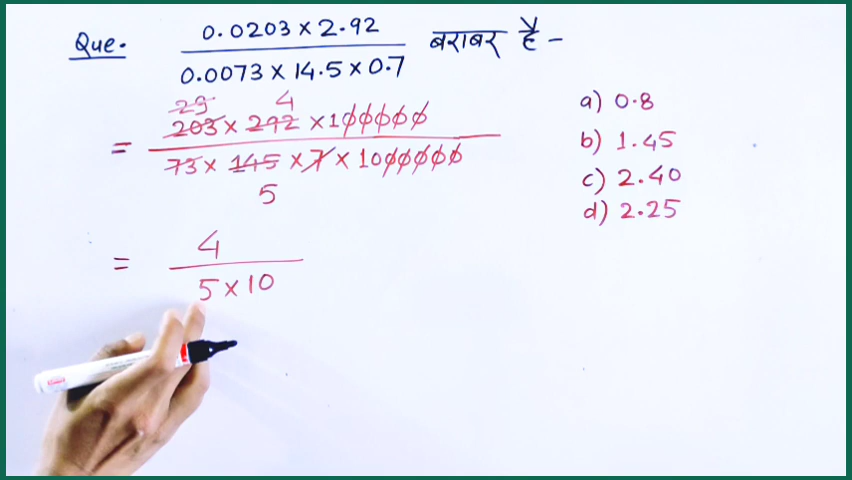 Que. 0.0203 × 2.92 बराबर है -
0.0073 × 14.5 × 0.7
29 4
= 203 × 292 × 100000
73 × 145 × 7 × 1000000
5
a) 0.8
b) 1.45
c) 2.40
d) 2.25
= 4
5 × 10